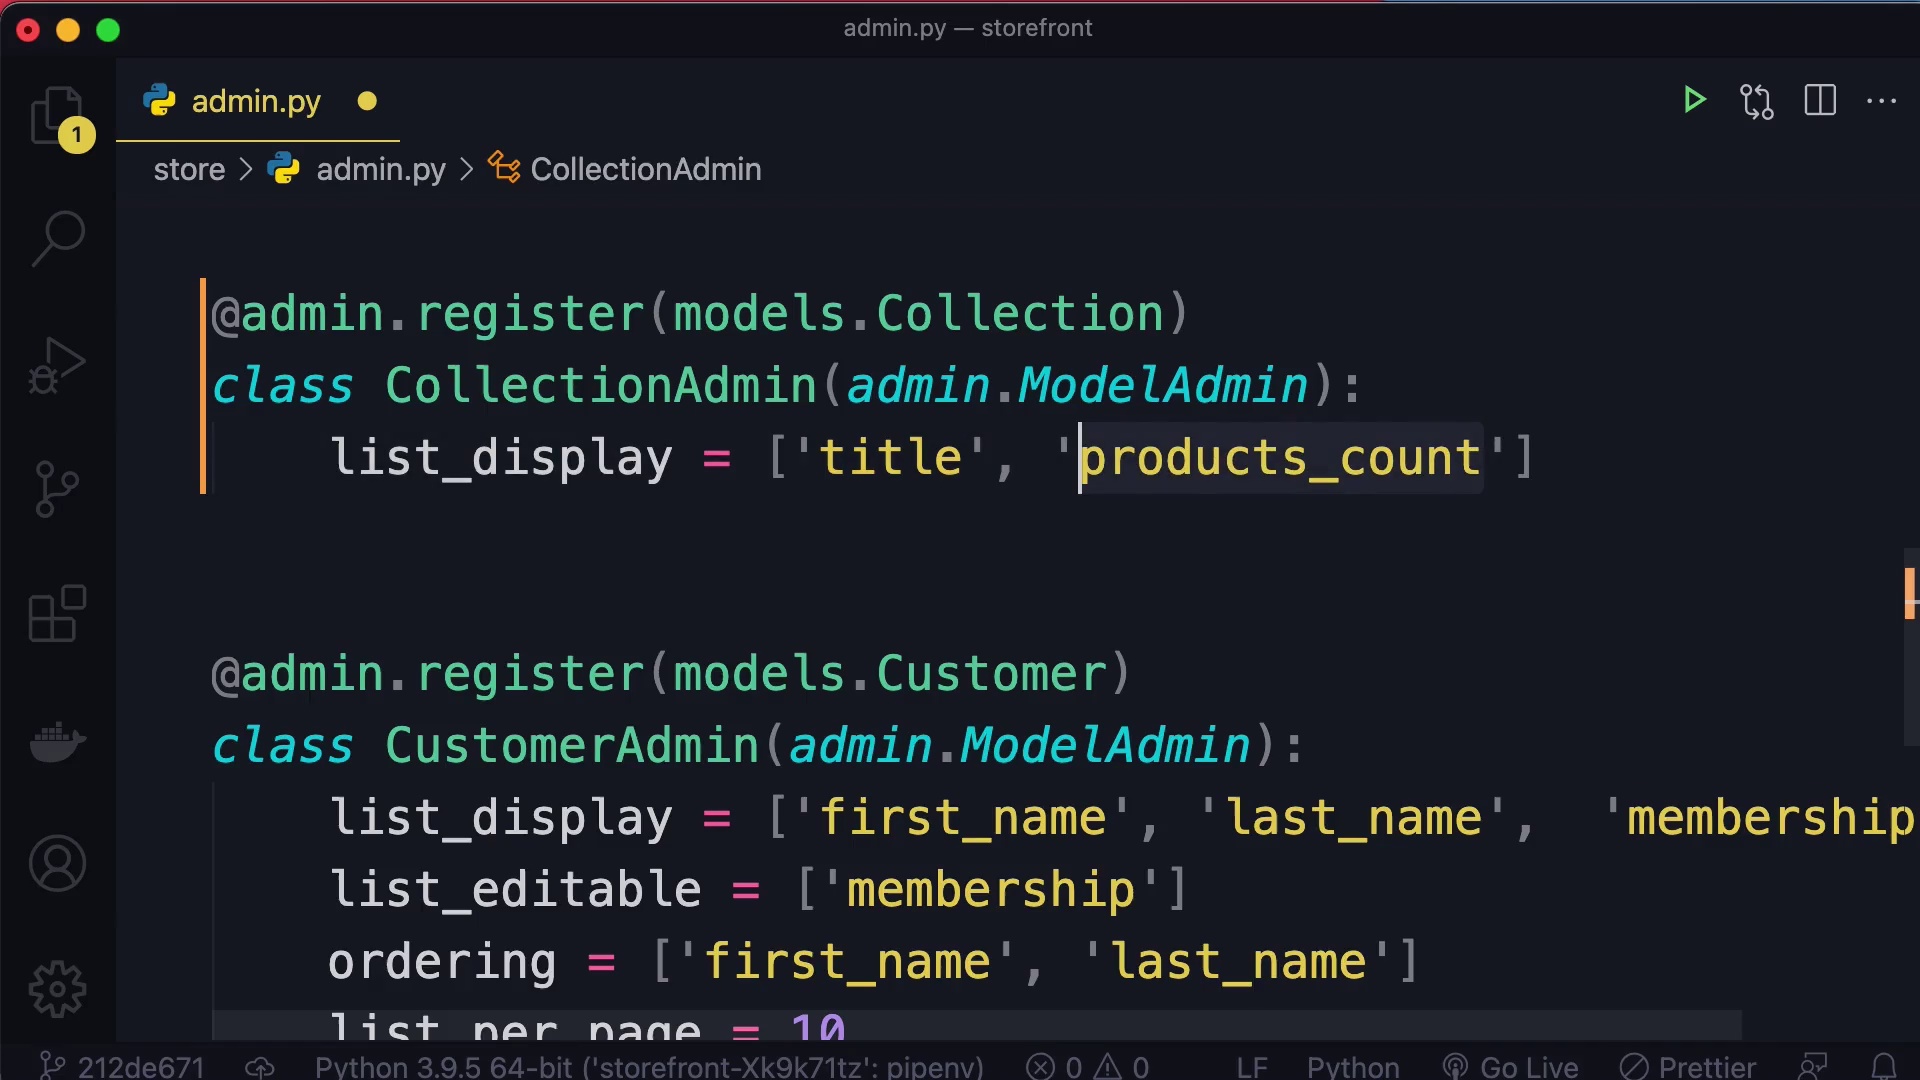 admin.py — storefront
admin.py
1
store > admin.py > CollectionAdmin
@admin.register(models.Collection)
class CollectionAdmin(admin.ModelAdmin):
list_display = ['title', 'products_count']
@admin.register(models.Customer)
class CustomerAdmin(admin.ModelAdmin):
list_display = ['first_name', 'last_name', 'membership
list_editable = ['membership']
ordering = ['first_name', 'last_name']
list_per_page = 10
212de671 Python 3.9.5 64-bit ('storefront-Xk9k71tz': pipenv) 0 0 LF Python Go Live Prettier